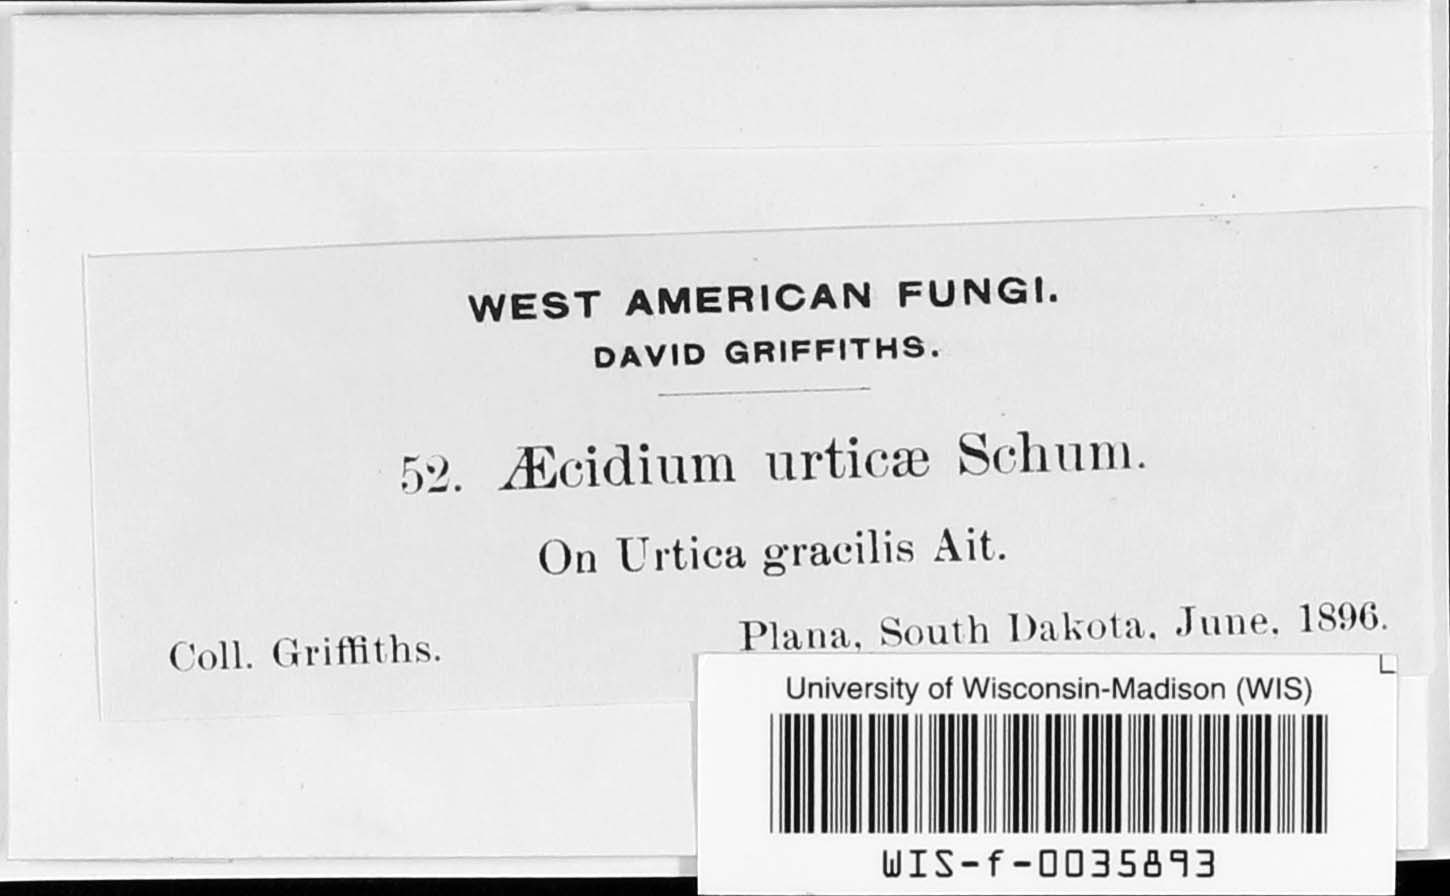 WEST AMERICAN FUNGI.
DAVID GRIFFITHS.
52. Æcidium urticæ Schum.
On Urtica gracilis Ait.
Coll. Griffiths.
Plana, South Dakota, June, 1896.
University of Wisconsin-Madison (WIS)
WIS-f-0035893